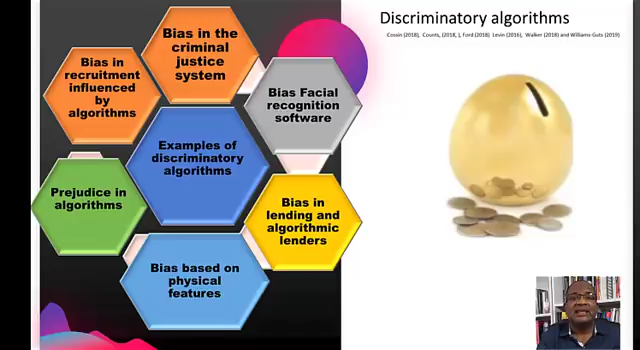 Discriminatory algorithms
Cossin (2018), Counts, (2018, ), Ford (2018) Levin (2016), Walker (2018) and Williams-Guts (2019)
Bias in the
criminal
justice
system
Bias in
recruitment
influenced
by
algorithms
Bias Facial
recognition
software
Examples of
discriminatory
algorithms
Prejudice in
algorithms
Bias in
lending and
algorithmic
lenders
Bias based on
physical
features